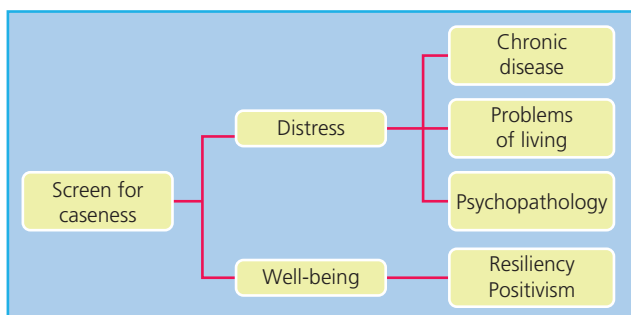 Screen for
caseness
Distress
Well-being
Chronic
disease
Problems
of living
Psychopathology
Resiliency
Positivism